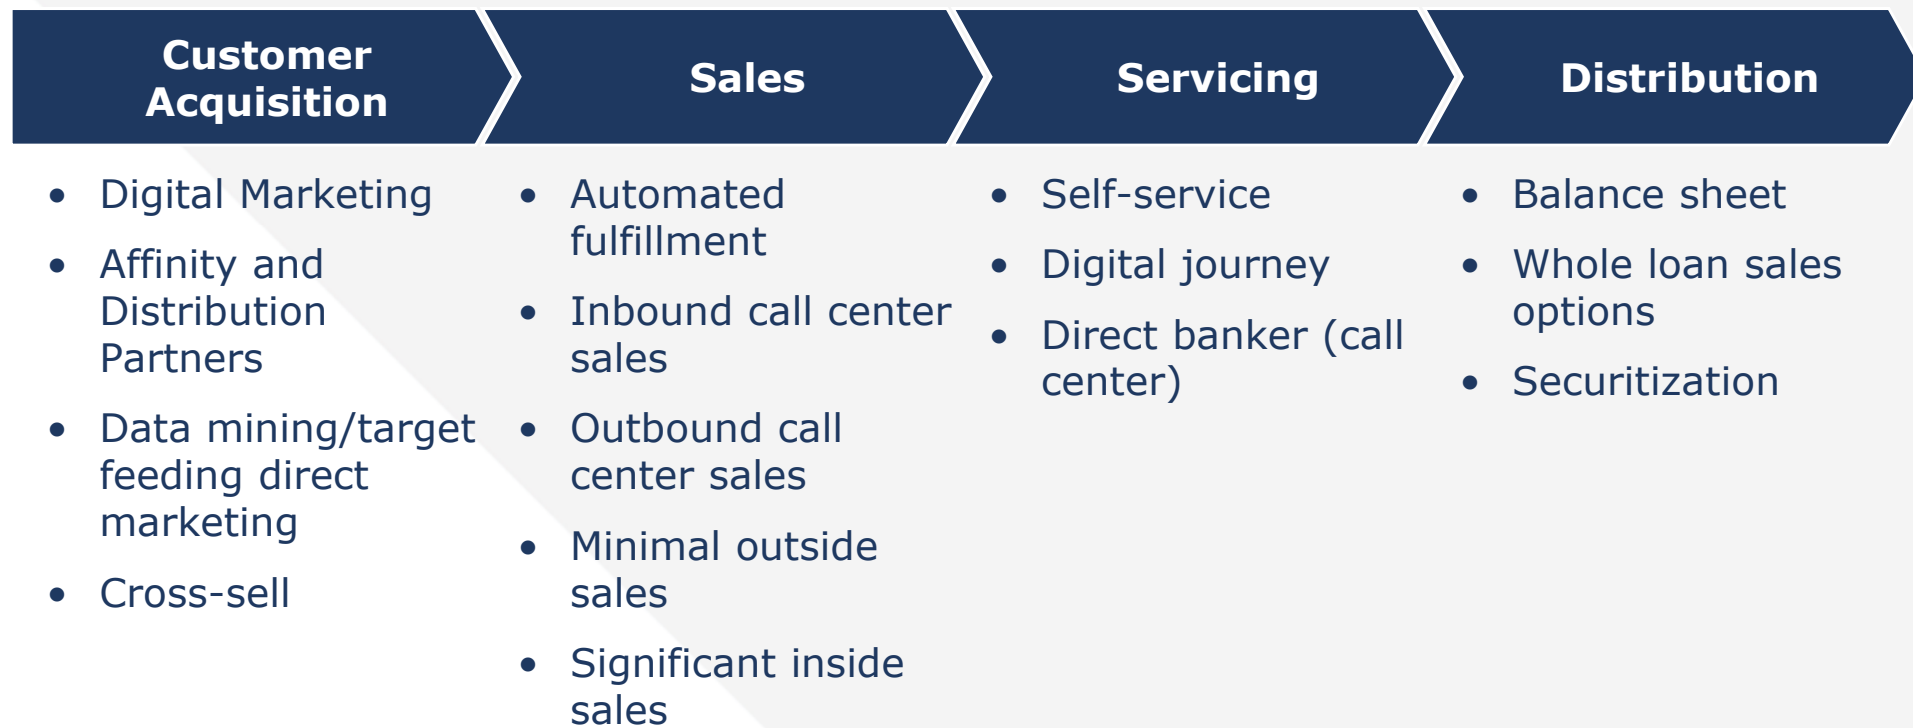 Customer
Acquisition
Sales
Servicing
Distribution
• Digital Marketing
• Affinity and
Distribution
Partners
• Data mining/target
feeding direct
marketing
• Cross-sell
• Automated
fulfillment
• Inbound call center
sales
• Outbound call
center sales
• Minimal outside
sales
• Significant inside
sales
• Self-service
• Digital journey
• Direct banker (call
center)
• Balance sheet
• Whole loan sales
options
• Securitization